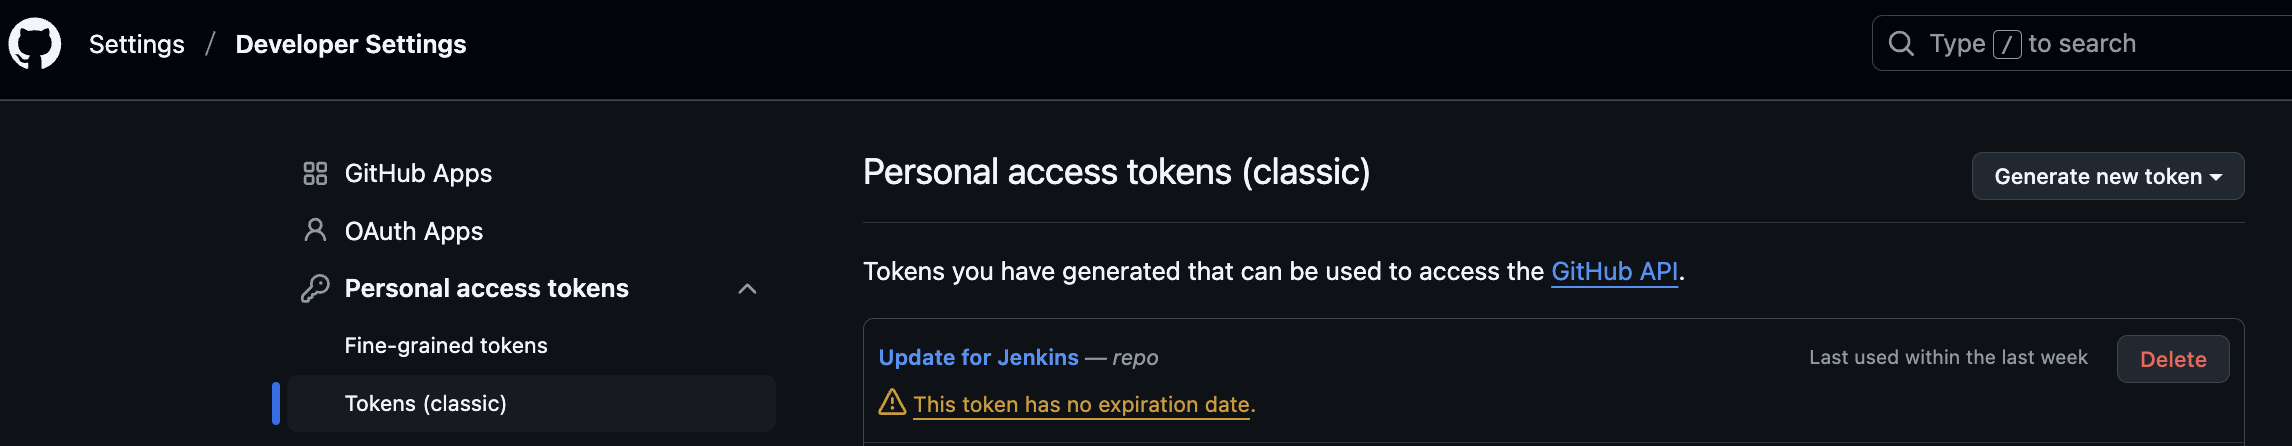 Settings / Developer Settings
Type / to search
GitHub Apps
OAuth Apps
Personal access tokens
Fine-grained tokens
Tokens (classic)
Personal access tokens (classic)
Generate new token
Tokens you have generated that can be used to access the GitHub API.
Update for Jenkins — repo
Last used within the last week
Delete
This token has no expiration date.